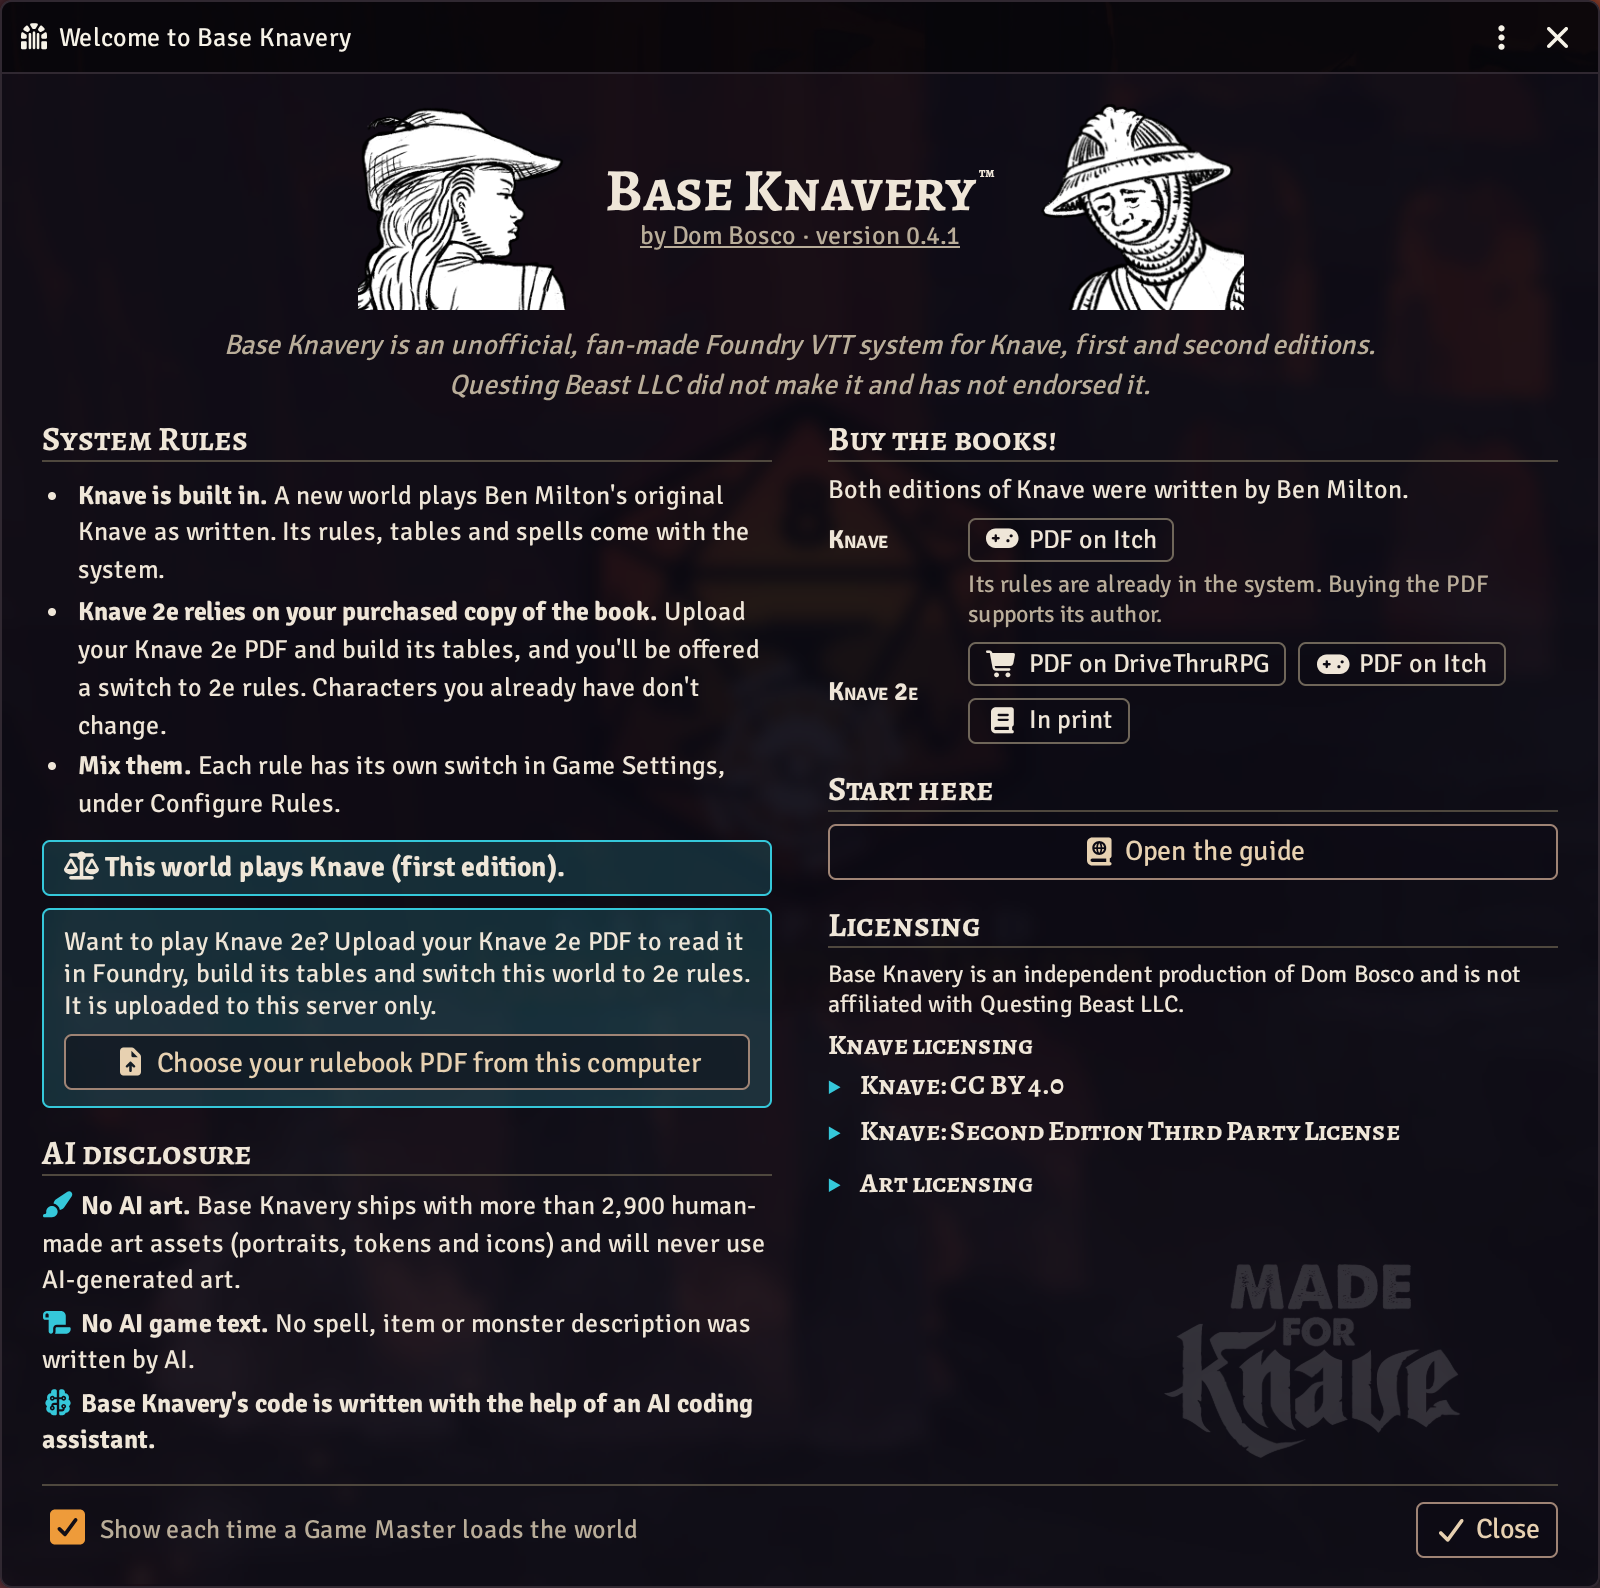 Welcome to Base Knavery
Base Knavery™
by Dom Bosco · version 0.4.1
Base Knavery is an unofficial, fan-made Foundry VTT system for Knave, first and second editions.
Questing Beast LLC did not make it and has not endorsed it.
System Rules
• Knave is built in. A new world plays Ben Milton's original
Knave as written. Its rules, tables and spells come with the
system.
• Knave 2e relies on your purchased copy of the book. Upload
your Knave 2e PDF and build its tables, and you'll be offered
a switch to 2e rules. Characters you already have don't
change.
• Mix them. Each rule has its own switch in Game Settings,
under Configure Rules.
This world plays Knave (first edition).
Want to play Knave 2e? Upload your Knave 2e PDF to read it
in Foundry, build its tables and switch this world to 2e rules.
It is uploaded to this server only.
Choose your rulebook PDF from this computer
AI disclosure
No AI art. Base Knavery ships with more than 2,900 human-
made art assets (portraits, tokens and icons) and will never use
AI-generated art.
No AI game text. No spell, item or monster description was
written by AI.
Base Knavery's code is written with the help of an AI coding
assistant.
Buy the books!
Both editions of Knave were written by Ben Milton.
Knave
PDF on Itch
Its rules are already in the system. Buying the PDF
supports its author.
Knave 2e
PDF on DriveThruRPG
PDF on Itch
In print
Start here
Open the guide
Licensing
Base Knavery is an independent production of Dom Bosco and is not
affiliated with Questing Beast LLC.
Knave licensing
Knave: CC BY 4.0
Knave: Second Edition Third Party License
Art licensing
MADE
FOR
Knave
Show each time a Game Master loads the world
Close